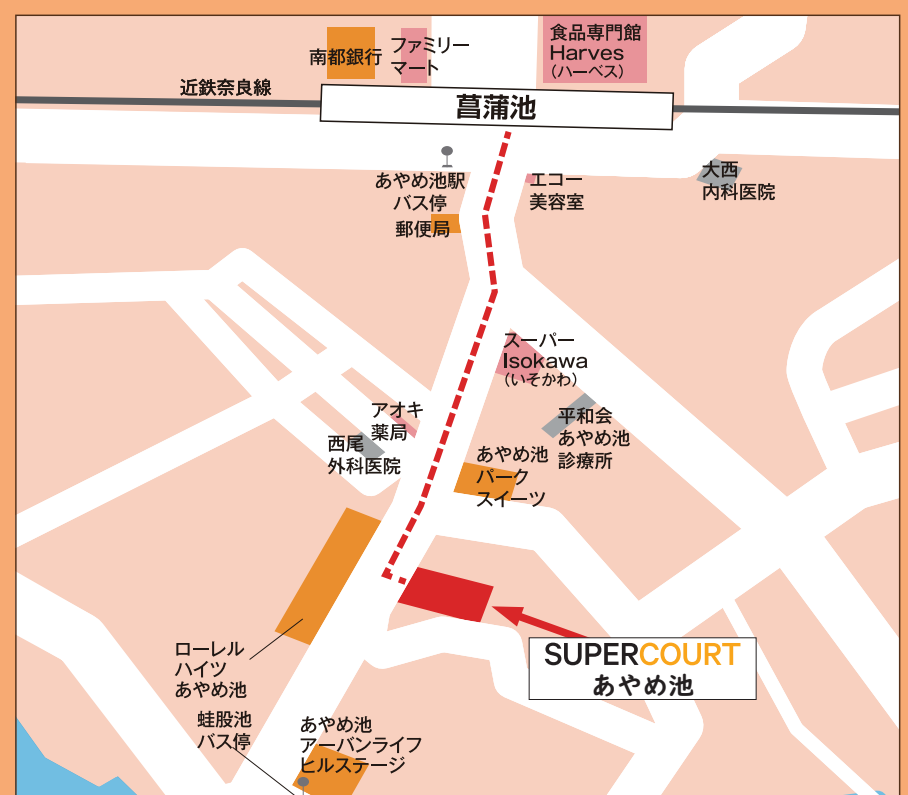 南都銀行
ファミリー
マート
食品専門館
Harves
(ハーベス)
近鉄奈良線
菖蒲池
あやめ池駅
バス停
郵便局
エコー
美容室
大西
内科医院
スーパー
Isokawa
(いそかわ)
アオキ
薬局
西尾
外科医院
平和会
あやめ池
診療所
あやめ池
パーク
スイーツ
SUPERCOURT
あやめ池
ローレル
ハイツ
あやめ池
蛙股池
バス停
あやめ池
アーバンライフ
ヒルステージ